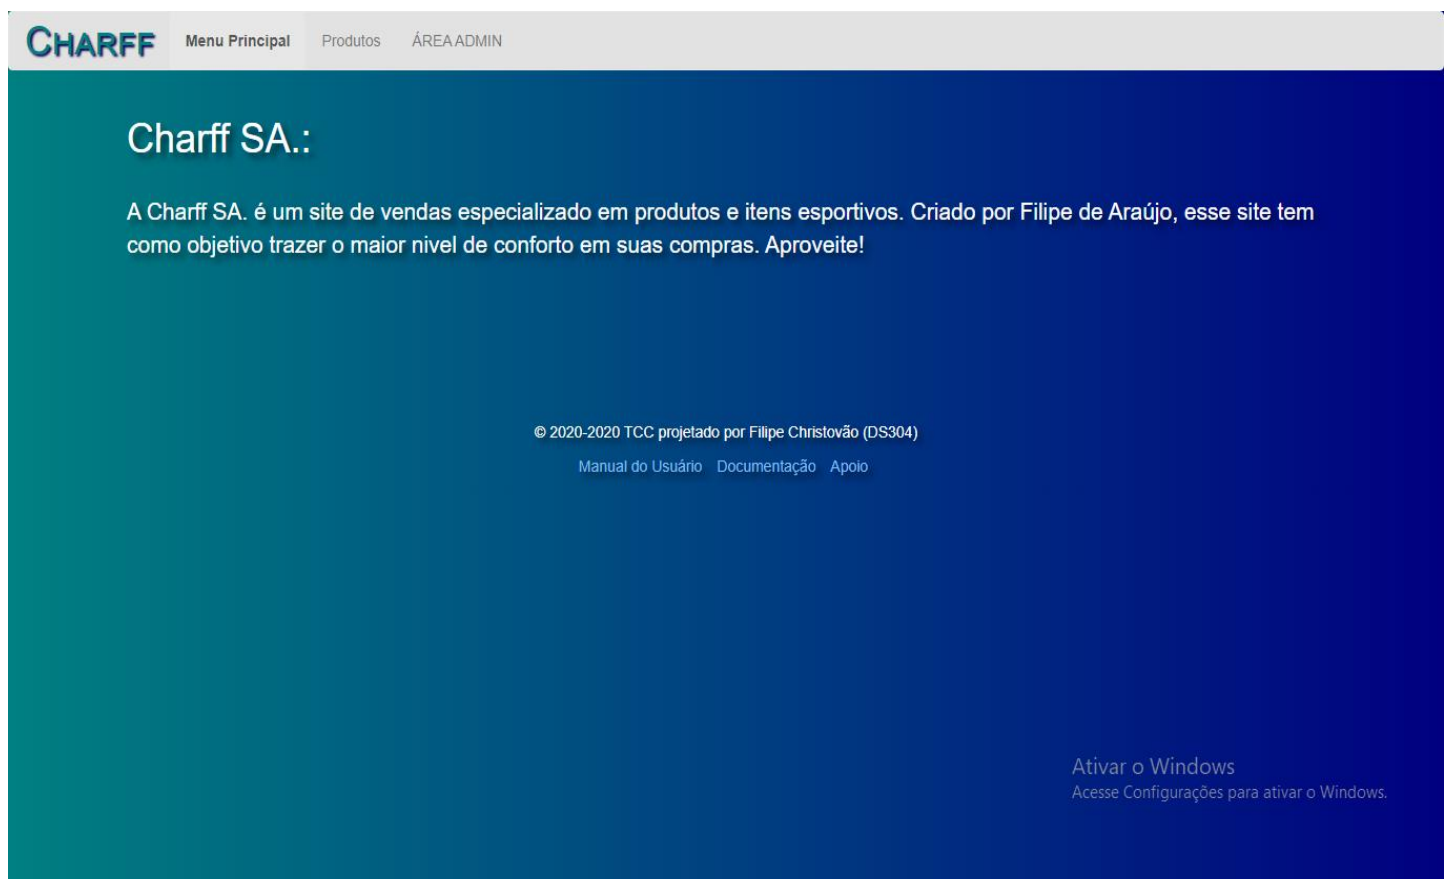 CHARFF Menu Principal Produtos ÁREA ADMIN
Charff SA.:
A Charff SA. é um site de vendas especializado em produtos e itens esportivos. Criado por Filipe de Araújo, esse site tem
como objetivo trazer o maior nivel de conforto em suas compras. Aproveite!
© 2020-2020 TCC projetado por Filipe Christovão (DS304)
Manual do Usuário Documentação Apoio
Ativar o Windows
Acesse Configurações para ativar o Windows.